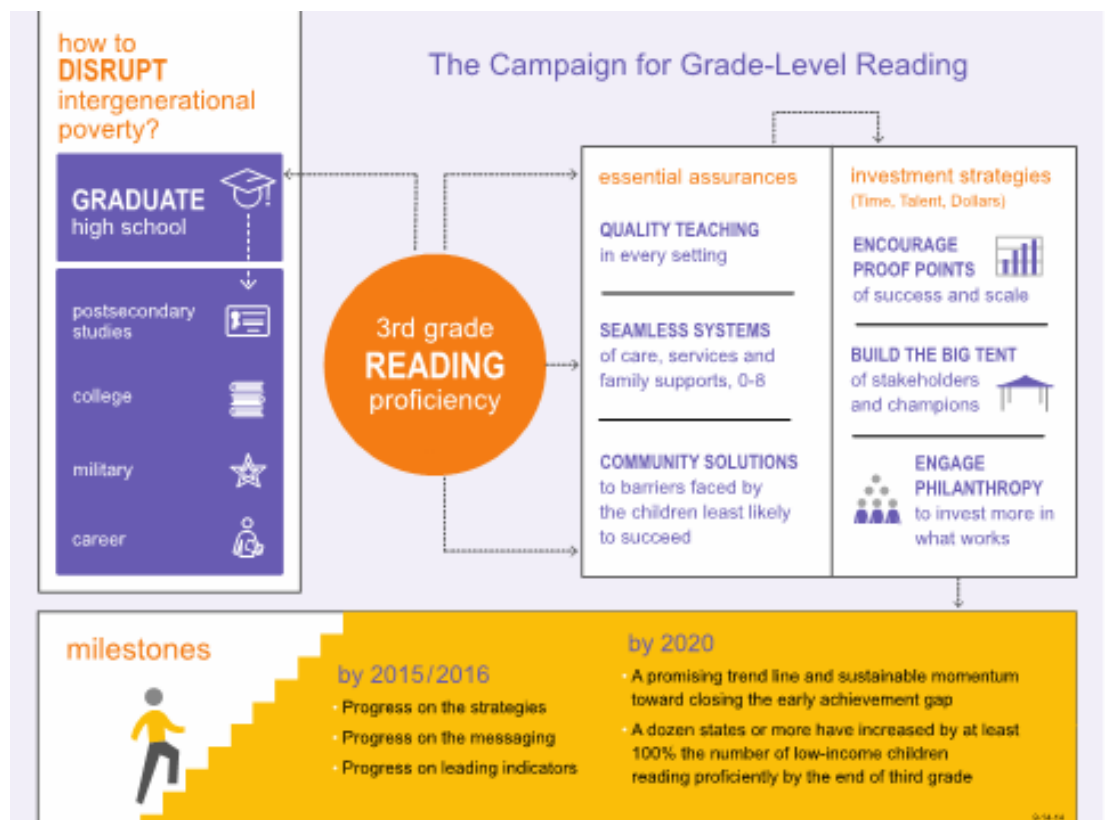 how to
DISRUPT
intergenerational
poverty?
GRADUATE
high school
postsecondary
studies
college
military
career
The Campaign for Grade-Level Reading
3rd grade
READING
proficiency
essential assurances
QUALITY TEACHING
in every setting
SEAMLESS SYSTEMS
of care, services and
family supports, 0-8
COMMUNITY SOLUTIONS
to barriers faced by
the children least likely
to succeed
investment strategies
(Time, Talent, Dollars)
ENCOURAGE
PROOF POINTS
of success and scale
BUILD THE BIG TENT
of stakeholders
and champions
ENGAGE
PHILANTHROPY
to invest more in
what works
milestones
by 2015/2016
· Progress on the strategies
· Progress on the messaging
· Progress on leading indicators
by 2020
· A promising trend line and sustainable momentum
toward closing the early achievement gap
· A dozen states or more have increased by at least
100% the number of low-income children
reading proficiently by the end of third grade